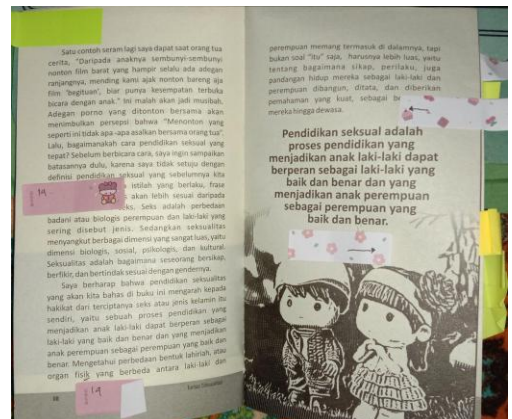 Satu contoh seram lagi saya dapat saat orang tua
cerita, "Daripada anaknya sembunyi-sembunyi
nonton film barat yang hampir selalu ada adegan
pacarannya, mending kami ajak nonton bareng aja
film 'begituan', biar punya kesempatan terbuka
bicara dengan anak." Ini malah akan jadi musibah.
Adegan porno yang ditonton bersama akan
menimbulkan persepsi bahwa "Menonton yang
seperti ini tidak apa -apa asalkan bersama orang tua".
Lalu, bagaimanakah cara pendidikan seksual yang
tepat? Sebelum berbicara cara, saya ingin sampaikan
batasannya dulu, karena saya tidak setuju dengan
definisi pendidikan seksual yang sebelumnya kita
istilah yang berlaku, frase
akan lebih sesuai daripada
ks. Seks adalah perbedaan
badani atau biologis perempuan dan laki-laki yang
sering disebut jenis. Sedangkan seksualitas
menyangkut berbagai dimensi yang sangat luas, yaitu
dimensi biologis, sosial, psikologis, dan kultural.
Seksualitas adalah bagaimana seseorang bersikap,
berfikir, dan bertindak sesuai dengan gendernya.
Saya berharap bahwa pendidikan seksualitas
yang akan kita bahas di buku ini mengarah kepada
hakikat dari terciptanya seks atau jenis kelamin itu
sendiri, yaitu sebuah proses pendidikan yang
menjadikan anak laki-laki dapat berperan sebagai
laki-laki yang baik dan benar dan yang menjadikan
anak perempuan sebagai perempuan yang baik dan
benar. Mengetahui perbedaan bentuk lahiriah, atau
organ fisik yang berbeda antara laki-laki dan
19
19
perempuan memang termasuk di dalamnya, tapi
bukan soal "itu" saja, harusnya lebih luas, yaitu
tentang bagaimana sikap, perilaku, juga
pandangan hidup mereka sebagai laki-laki dan
perempuan dibangun, ditata, dan diberikan
pemahaman yang kuat, sebagai be
mereka hingga dewasa.
Pendidikan seksual adalah
proses pendidikan yang
menjadikan anak laki-laki dapat
berperan sebagai laki-laki yang
baik dan benar dan yang
menjadikan anak perempuan
sebagai perempuan yang
baik dan benar.